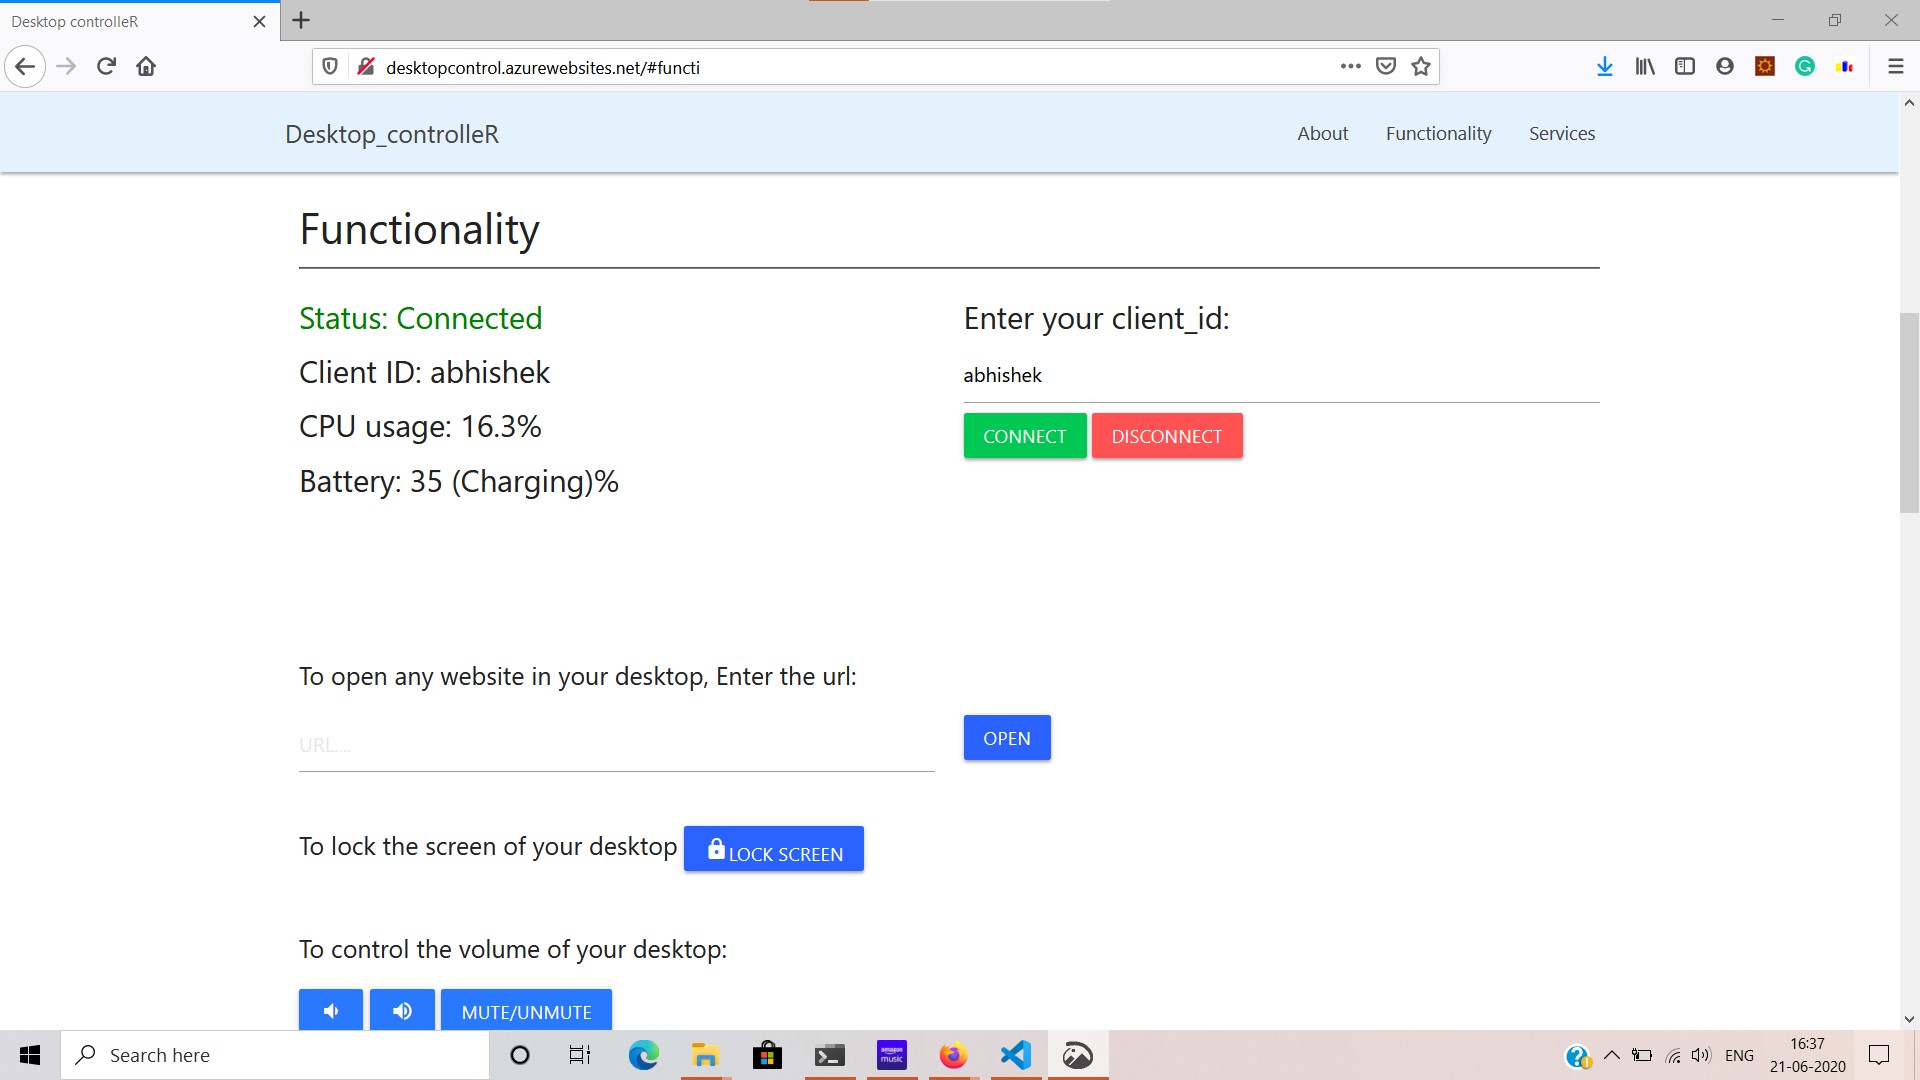 Desktop controlleR
desktopcontrol.azurewebsites.net/#functi
Desktop_controlleR
About
Functionality
Services
Functionality
Status: Connected
Client ID: abhishek
CPU usage: 16.3%
Battery: 35 (Charging)%
Enter your client_id:
abhishek
CONNECT
DISCONNECT
To open any website in your desktop, Enter the url:
URL....
OPEN
To lock the screen of your desktop
LOCK SCREEN
To control the volume of your desktop:
MUTE/UNMUTE
Search here
amazon
music
ENG
16:37
21-06-2020